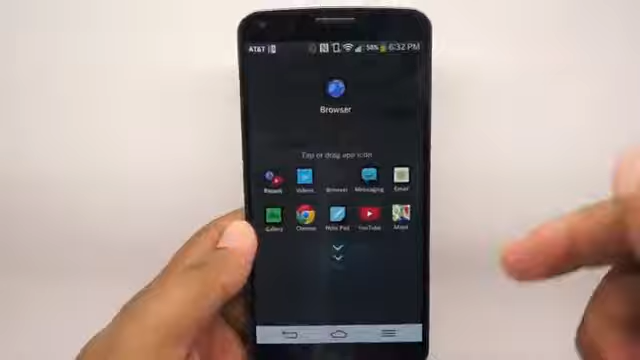 AT&T 58% 6:32 PM
Browser
Tap or drag app icon
Recent Videos Browser Messaging Email
Gallery Chrome Note Pad YouTube Maps